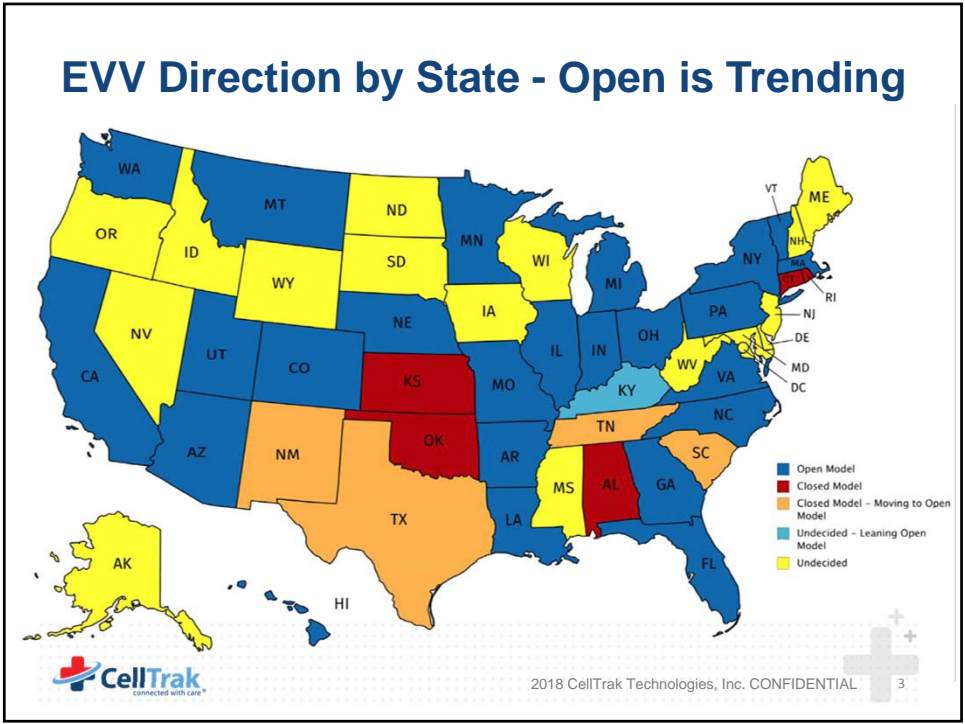 EVV Direction by State - Open is Trending
WA
MT
ND
MN
VT
ME
OR
ID
SD
WI
NY
NH
MA
WY
MI
CT
RI
IA
PA
NJ
NE
NV
OH
DE
UT
IL
IN
MD
CO
WV
DC
CA
KS
MO
KY
VA
NC
TN
OK
AZ
NM
AR
SC
MS
AL
GA
TX
LA
FL
AK
HI
Open Model
Closed Model
Closed Model – Moving to Open
Model
Undecided – Leaning Open
Model
Undecided
CellTrak
connected with care®
2018 CellTrak Technologies, Inc. CONFIDENTIAL
3